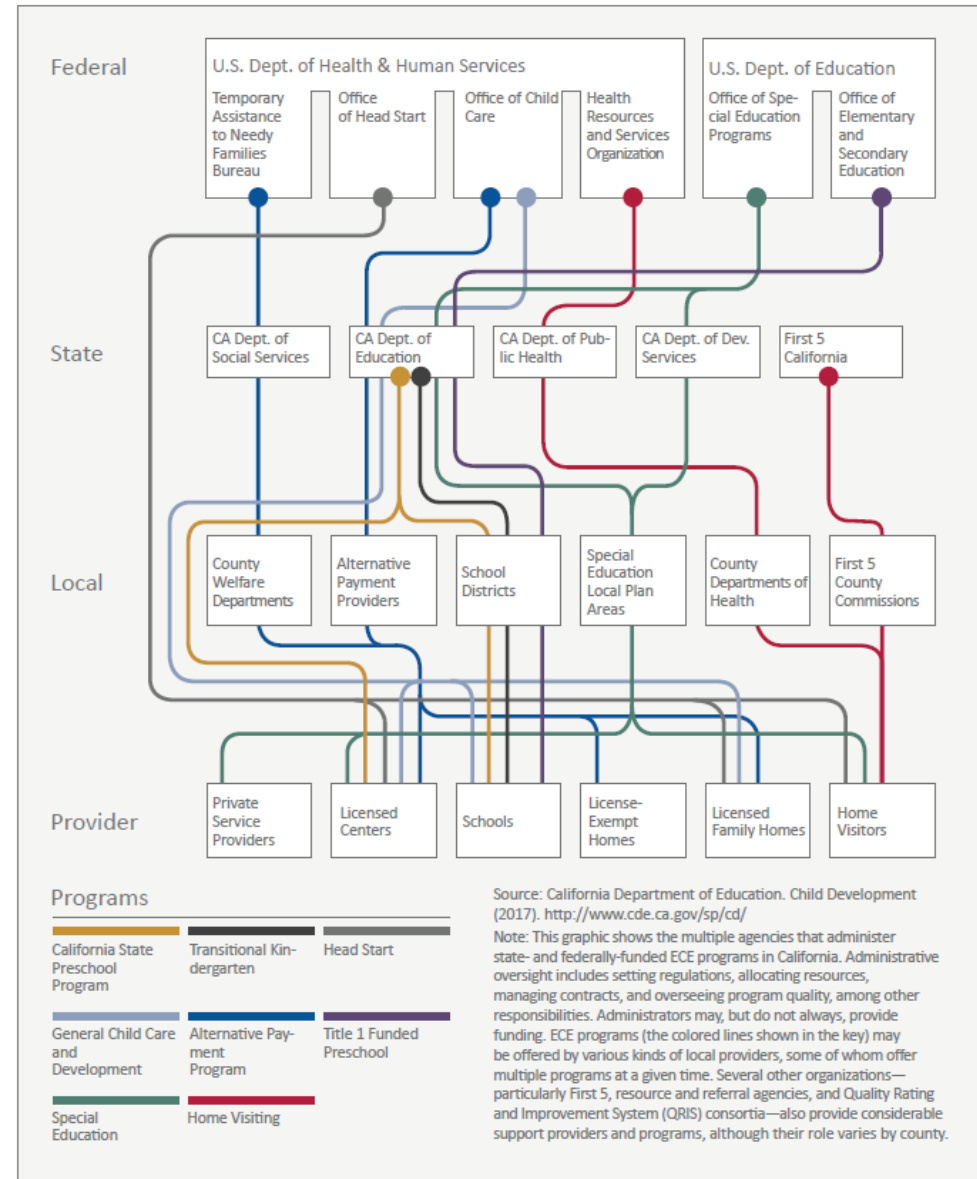 Federal
U.S. Dept. of Health & Human Services
Temporary
Assistance
to Needy
Families
Bureau
Office
of Head Start
Office of Child
Care
Health
Resources
and Services
Organization
U.S. Dept. of Education
Office of Spe-
cial Education
Programs
Office of
Elementary
and
Secondary
Education
State
CA Dept. of
Social Services
CA Dept. of
Education
CA Dept. of Pub-
lic Health
CA Dept. of Dev.
Services
First 5
California
Local
County
Welfare
Departments
Alternative
Payment
Providers
School
Districts
Special
Education
Local Plan
Areas
County
Departments of
Health
First 5
County
Commissions
Provider
Private
Service
Providers
Licensed
Centers
Schools
License-
Exempt
Homes
Licensed
Family Homes
Home
Visitors
Programs
California State
Preschool
Program
Transitional Kin-
dergarten
Head Start
General Child Care
and
Development
Alternative Pay-
ment
Program
Title 1 Funded
Preschool
Special
Education
Home Visiting
Source: California Department of Education. Child Development
(2017). http://www.cde.ca.gov/sp/cd/
Note: This graphic shows the multiple agencies that administer
state- and federally-funded ECE programs in California. Administrative
oversight includes setting regulations, allocating resources,
managing contracts, and overseeing program quality, among other
responsibilities. Administrators may, but do not always, provide
funding. ECE programs (the colored lines shown in the key) may
be offered by various kinds of local providers, some of whom offer
multiple programs at a given time. Several other organizations—
particularly First 5, resource and referral agencies, and Quality Rating
and Improvement System (QRIS) consortia—also provide considerable
support providers and programs, although their role varies by county.